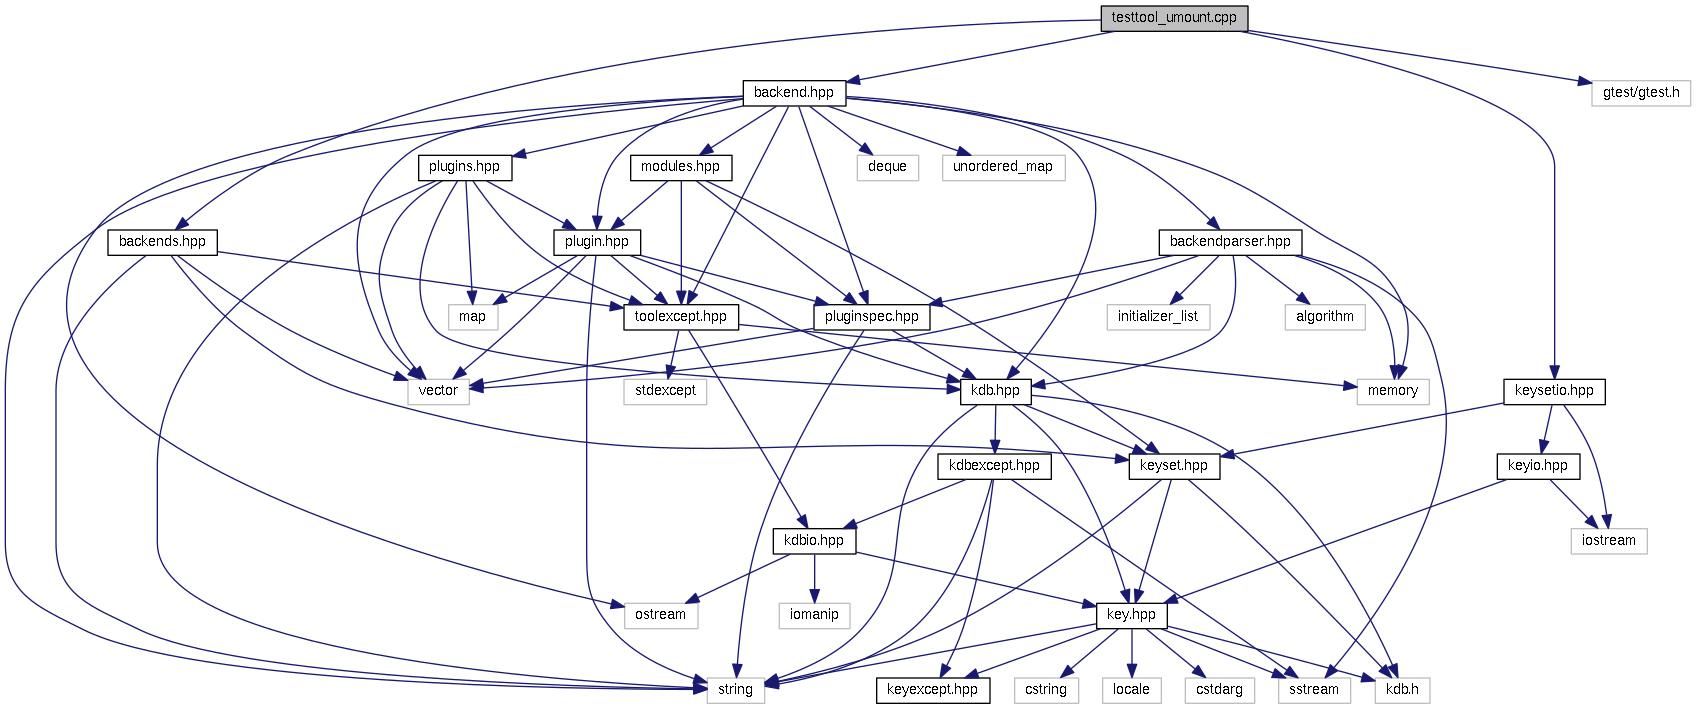 testtool_umount.cpp
backend.hpp
gtest/gtest.h
plugins.hpp
modules.hpp
deque
unordered_map
backends.hpp
plugin.hpp
backendparser.hpp
map
toolexcept.hpp
pluginspec.hpp
initializer_list
algorithm
vector
stdexcept
kdb.hpp
memory
keysetio.hpp
kdbexcept.hpp
keyset.hpp
keyio.hpp
kdbio.hpp
iostream
ostream
iomanip
key.hpp
string
keyexcept.hpp
cstring
locale
cstdarg
sstream
kdb.h